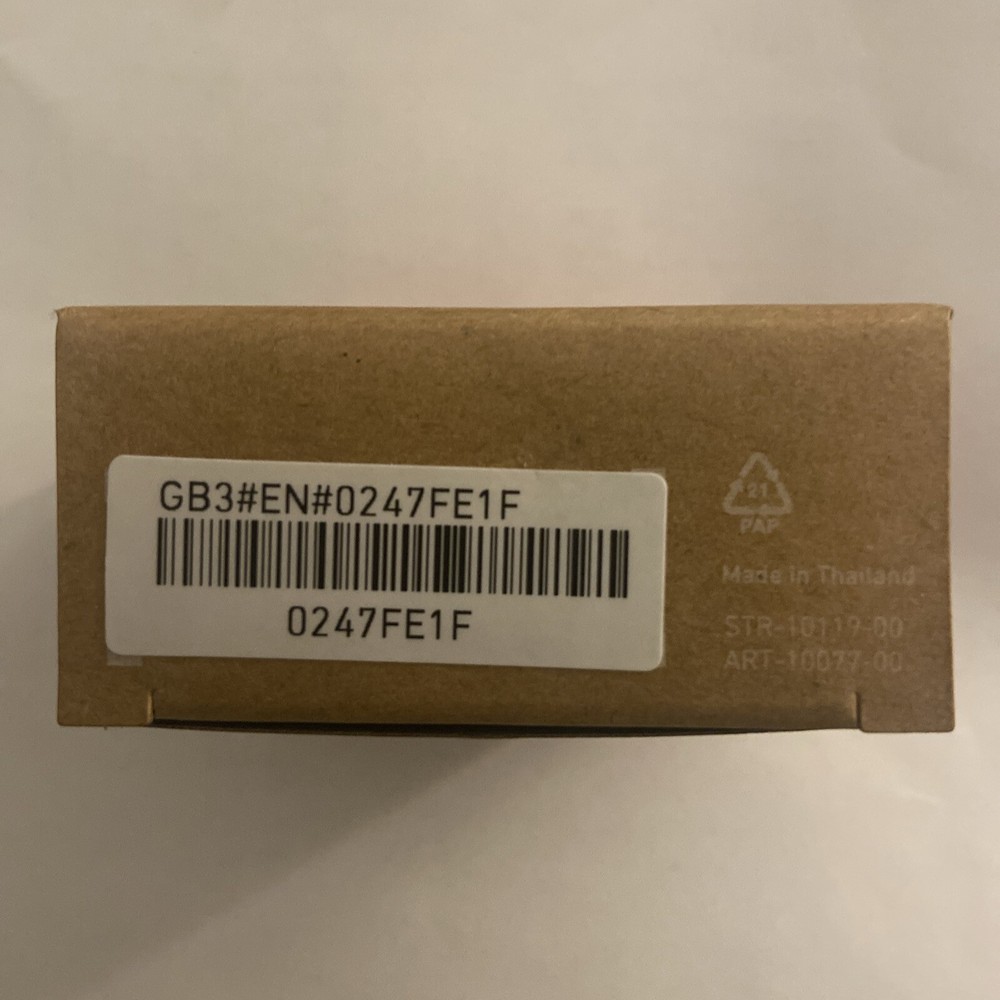 GB3#EN#0247FE1F
0247FE1F
21
PAP
Made in Thailand
STR-10119-00
ART-10077-00